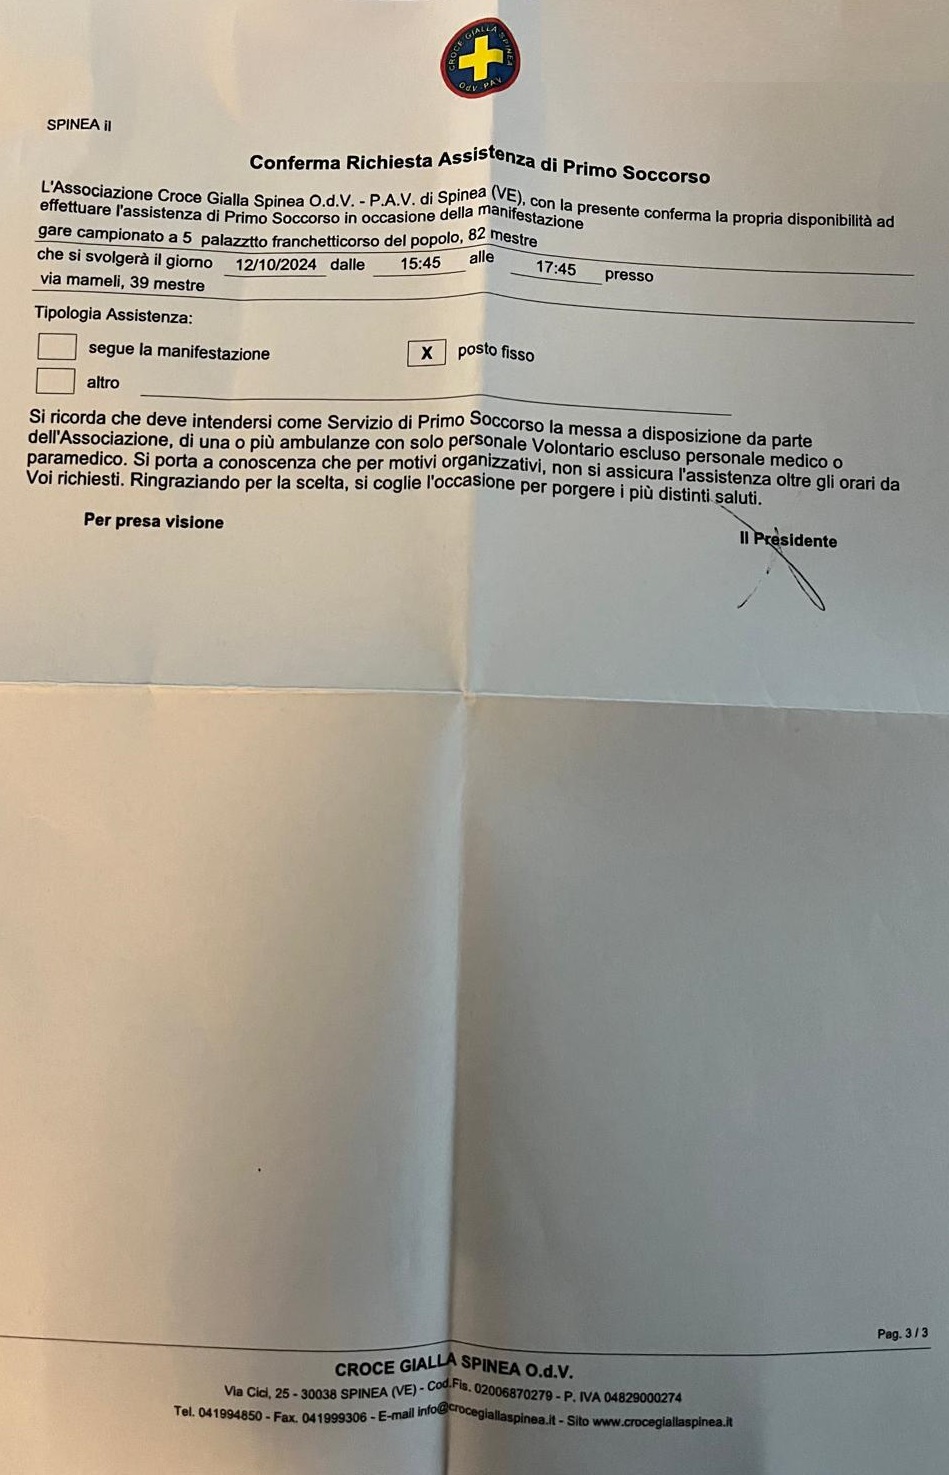 CROCE GIALLA SPINEA
OdV - PAV
SPINEA il
Conferma Richiesta Assistenza di Primo Soccorso
L'Associazione Croce Gialla Spinea O.d.V. - P.A.V. di Spinea (VE), con la presente conferma la propria disponibilità ad
effettuare l'assistenza di Primo Soccorso in occasione della manifestazione
gare campionato a 5 palazztto franchetticorso del popolo, 82 mestre
che si svolgerà il giorno 12/10/2024 dalle 15:45 alle 17:45 presso
via mameli, 39 mestre
Tipologia Assistenza:
segue la manifestazione X posto fisso
altro
Si ricorda che deve intendersi come Servizio di Primo Soccorso la messa a disposizione da parte
dell'Associazione, di una o più ambulanze con solo personale Volontario escluso personale medico o
paramedico. Si porta a conoscenza che per motivi organizzativi, non si assicura l'assistenza oltre gli orari da
Voi richiesti. Ringraziando per la scelta, si coglie l'occasione per porgere i più distinti saluti.
Per presa visione
Il Presidente
Pag. 3 / 3
CROCE GIALLA SPINEA O.d.V.
Via Cici, 25 - 30038 SPINEA (VE) - Cod.Fis. 02006870279 - P. IVA 04829000274
Tel. 041994850 - Fax. 041999306 - E-mail info@crocegiallaspinea.it - Sito www.crocegiallaspinea.it